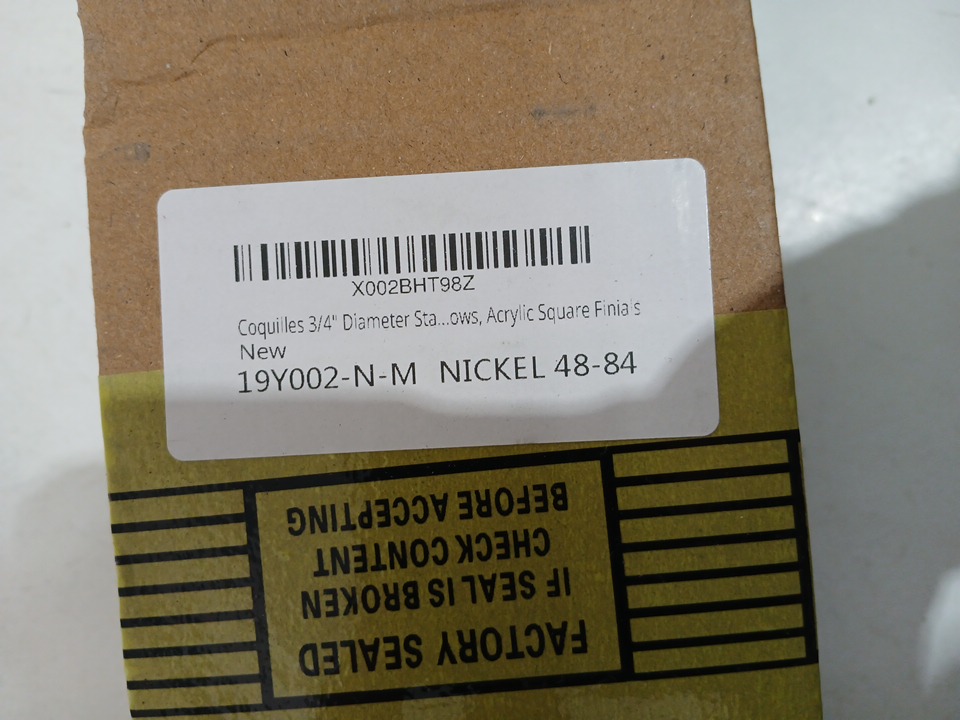 X002BHT98Z
Coquilles 3/4" Diameter Sta...ows, Acrylic Square Finials
New
19Y002-N-M NICKEL 48-84
FACTORY SEALED
IF SEAL IS BROKEN
CHECK CONTENT
BEFORE ACCEPTING